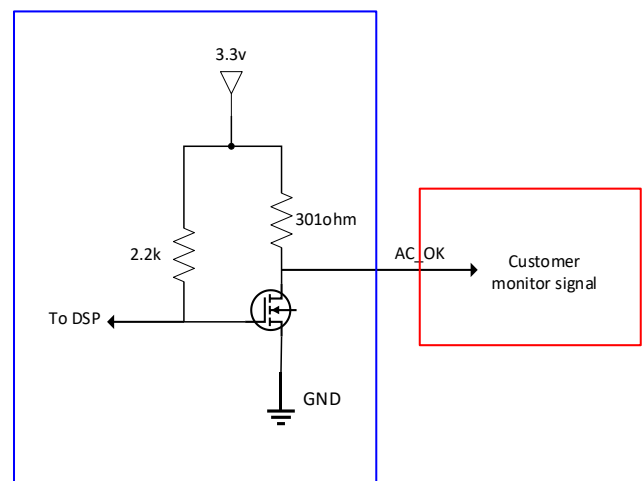 3.3v
301ohm
2.2k
AC_OK
Customer
monitor signal
To DSP
GND